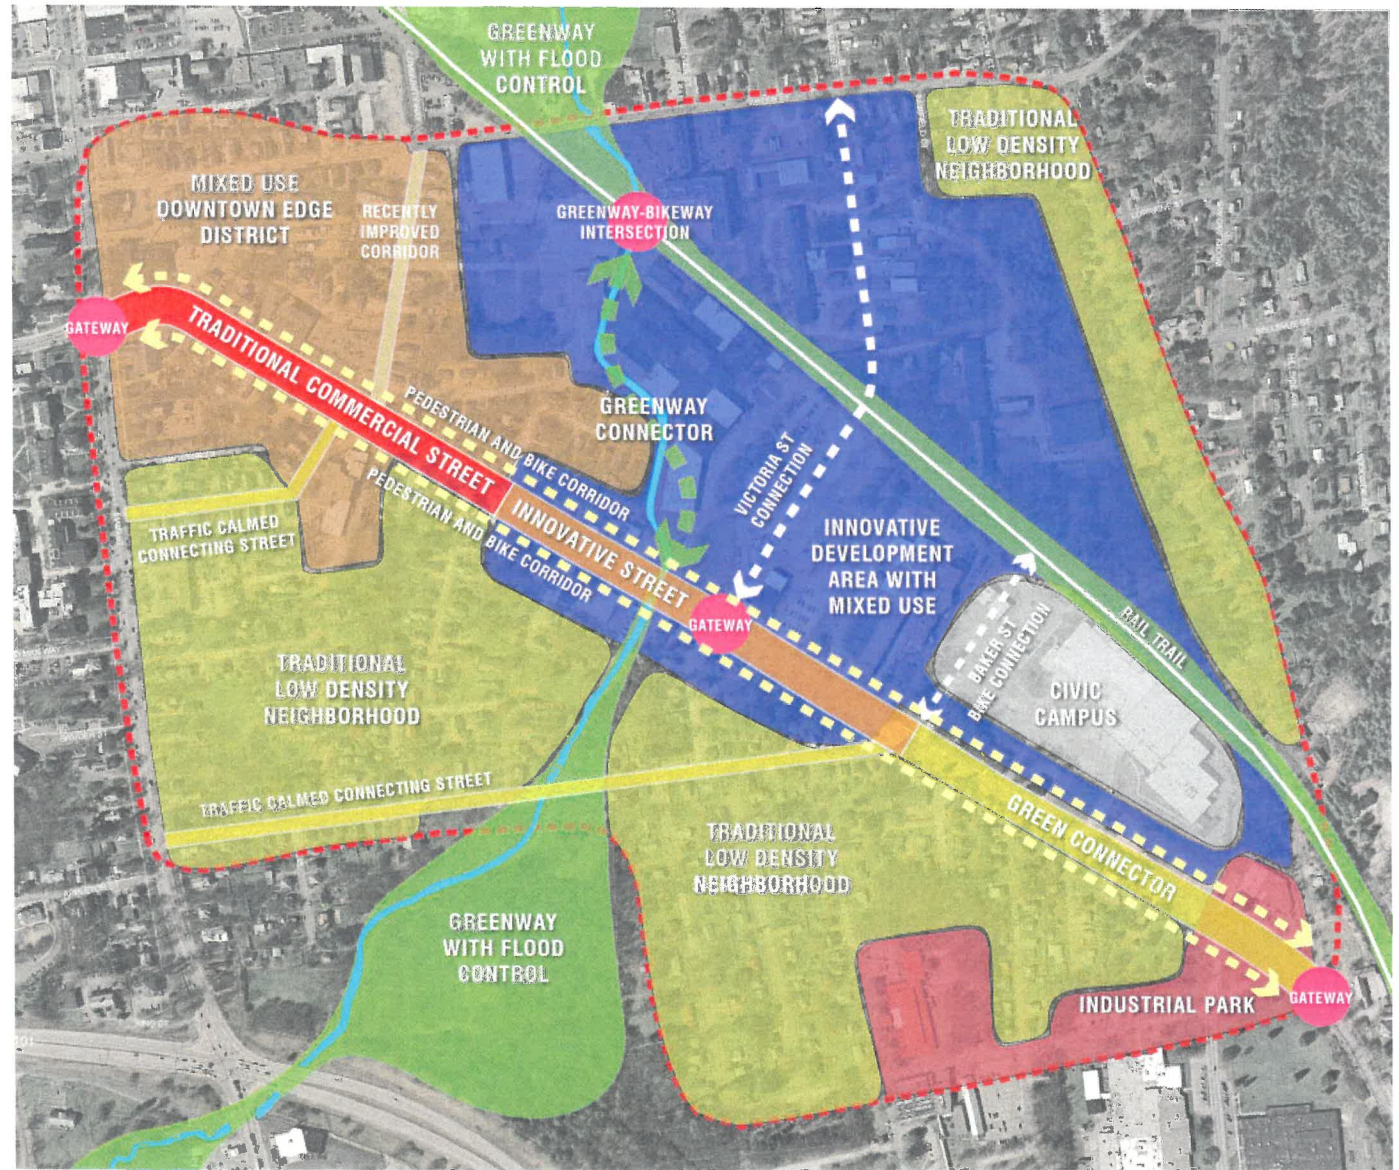 GREENWAY
WITH FLOOD
CONTROL
TRADITIONAL
LOW DENSITY
NEIGHBORHOOD
MIXED USE
DOWNTOWN EDGE
DISTRICT
RECENTLY
IMPROVED
CORRIDOR
GREENWAY-BIKEWAY
INTERSECTION
GATEWAY
TRADITIONAL COMMERCIAL STREET
PEDESTRIAN AND BIKE CORRIDOR
GREENWAY
CONNECTOR
VICTORIA ST
CONNECTION
PEDESTRIAN AND BIKE CORRIDOR
INNOVATIVE STREET
INNOVATIVE
DEVELOPMENT
AREA WITH
MIXED USE
TRAFFIC CALMED
CONNECTING STREET
GATEWAY
RAIL TRAIL
BAKER ST
BIKE CONNECTION
CIVIC
CAMPUS
TRADITIONAL
LOW DENSITY
NEIGHBORHOOD
TRAFFIC CALMED CONNECTING STREET
GREEN CONNECTOR
TRADITIONAL
LOW DENSITY
NEIGHBORHOOD
GREENWAY
WITH FLOOD
CONTROL
INDUSTRIAL PARK
GATEWAY